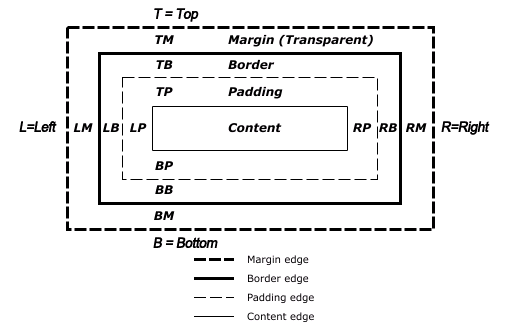 T = Top
TM Margin (Transparent)
TB Border
TP Padding
L=Left LM LB LP Content RP RB RM R=Right
BP
BB
BM
B = Bottom
Margin edge
Border edge
Padding edge
Content edge